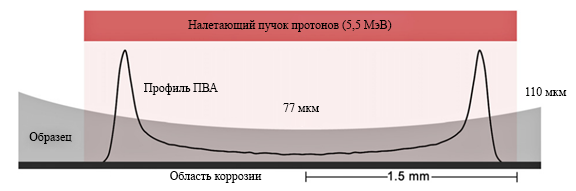 Налетающий пучок протонов (5,5 МэВ)
Профиль ПВА
77 мкм
110 мкм
Образец
Область коррозии
1.5 mm